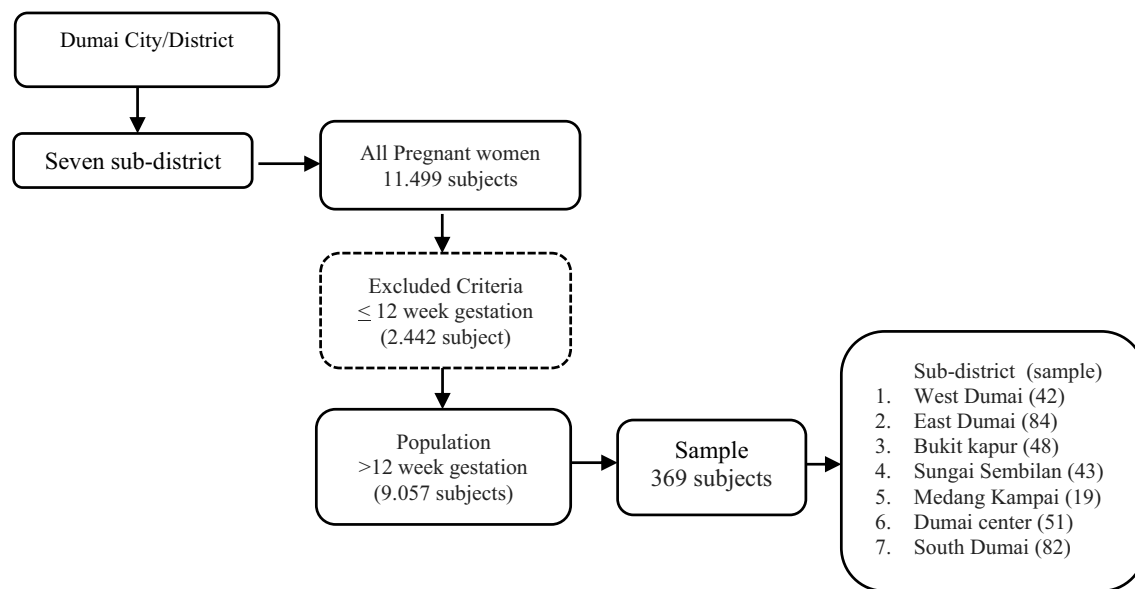 Dumai City/District
Seven sub-district
All Pregnant women
11.499 subjects
Excluded Criteria
≤ 12 week gestation
(2.442 subject)
Population
>12 week gestation
(9.057 subjects)
Sample
369 subjects
Sub-district (sample)
1. West Dumai (42)
2. East Dumai (84)
3. Bukit kapur (48)
4. Sungai Sembilan (43)
5. Medang Kampai (19)
6. Dumai center (51)
7. South Dumai (82)